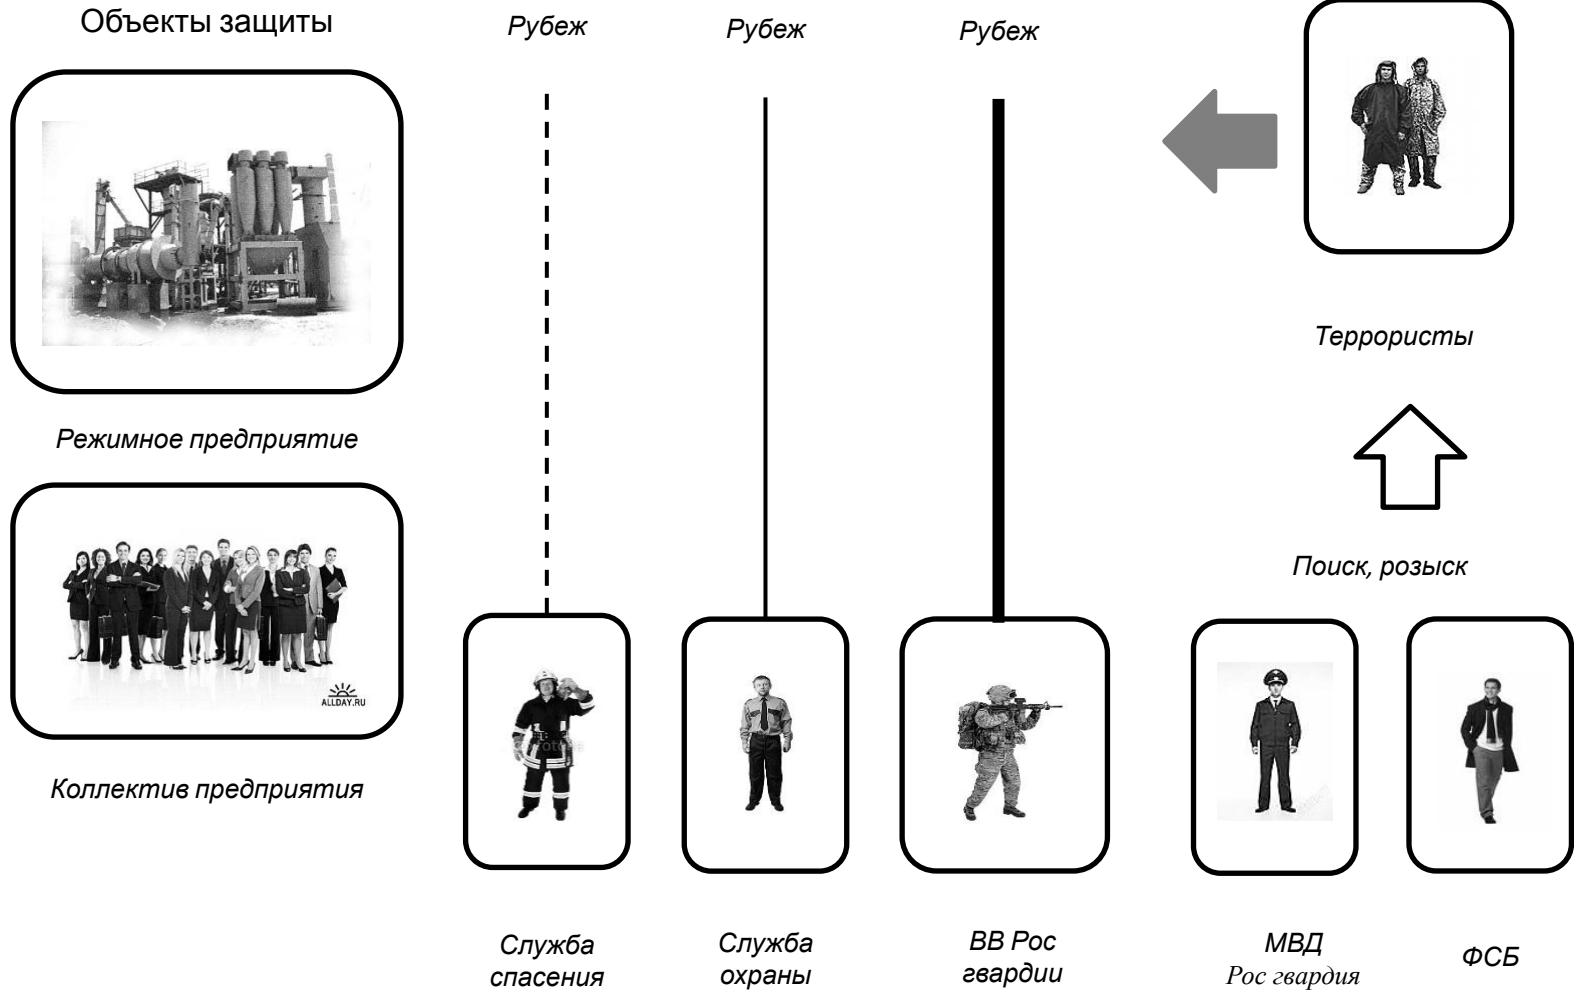 Объекты защиты
Рубеж
Рубеж
Рубеж
Террористы
Режимное предприятие
Поиск, розыск
ALLDAY.RU
Коллектив предприятия
Служба
спасения
Служба
охраны
ВВ Рос
гвардии
МВД
Рос гвардия
ФСБ